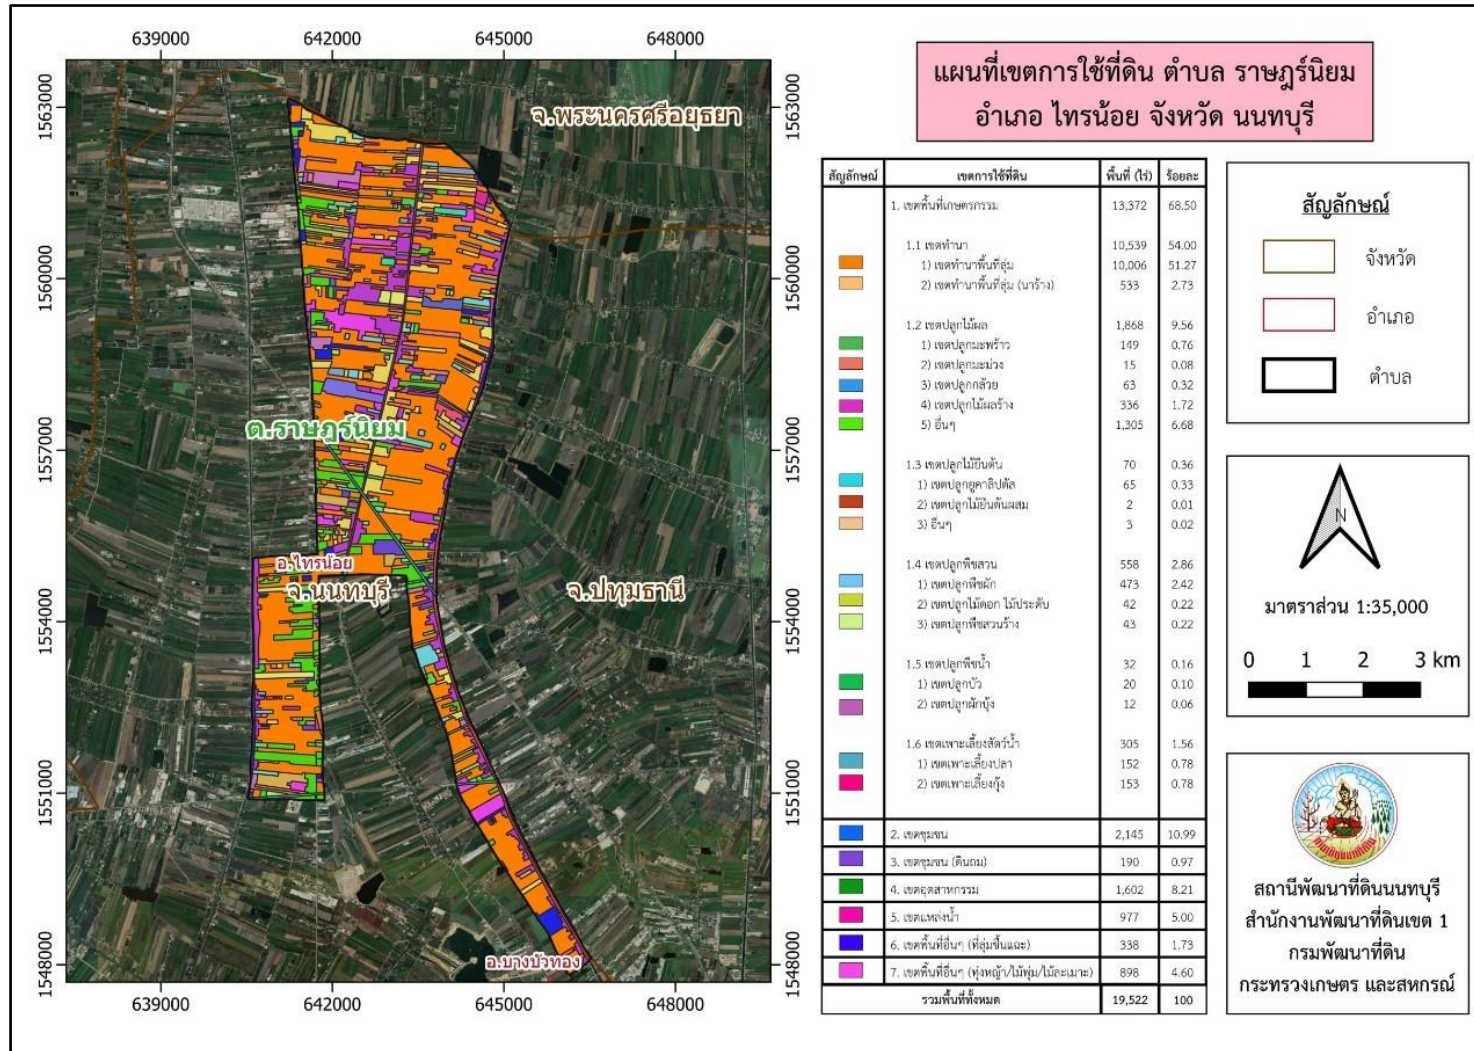 639000 642000 645000 648000
1563000
1560000
1557000
1554000
1551000
1548000
จ.พระนครศรีอยุธยา
ต.ราษฎร์นิยม
อ.ไทรน้อย
จ.นนทบุรี
จ.ปทุมธานี
อ.บางบัวทอง
1563000
1560000
1557000
1554000
1551000
1548000
639000 642000 645000 648000
แผนที่เขตการใช้ที่ดิน ตำบล ราษฎร์นิยม
อำเภอ ไทรน้อย จังหวัด นนทบุรี
สัญลักษณ์ เขตการใช้ที่ดิน พื้นที่ (ไร่) ร้อยละ
1. เขตพื้นที่เกษตรกรรม 13,372 68.50
1.1 เขตทำนา 10,539 54.00
1) เขตทำนาพื้นที่ลุ่ม 10,006 51.27
2) เขตทำนาพื้นที่ลุ่ม (นาร้าง) 533 2.73
1.2 เขตปลูกไม้ผล 1,868 9.56
1) เขตปลูกมะพร้าว 149 0.76
2) เขตปลูกมะม่วง 15 0.08
3) เขตปลูกกล้วย 63 0.32
4) เขตปลูกไม้ผลร้าง 336 1.72
5) อื่นๆ 1,305 6.68
1.3 เขตปลูกไม้ยืนต้น 70 0.36
1) เขตปลูกยูคาลิปตัส 65 0.33
2) เขตปลูกไม้ยืนต้นผสม 2 0.01
3) อื่นๆ 3 0.02
1.4 เขตปลูกพืชสวน 558 2.86
1) เขตปลูกพืชผัก 473 2.42
2) เขตปลูกไม้ดอก ไม้ประดับ 42 0.22
3) เขตปลูกพืชสวนร้าง 43 0.22
1.5 เขตปลูกพืชน้ำ 32 0.16
1) เขตปลูกบัว 20 0.10
2) เขตปลูกผักบุ้ง 12 0.06
1.6 เขตเพาะเลี้ยงสัตว์น้ำ 305 1.56
1) เขตเพาะเลี้ยงปลา 152 0.78
2) เขตเพาะเลี้ยงกุ้ง 153 0.78
2. เขตชุมชน 2,145 10.99
3. เขตชุมชน (ดินถม) 190 0.97
4. เขตอุตสาหกรรม 1,602 8.21
5. เขตแหล่งน้ำ 977 5.00
6. เขตพื้นที่อื่นๆ (ที่ลุ่มชื้นแฉะ) 338 1.73
7. เขตพื้นที่อื่นๆ (ทุ่งหญ้า/ไม้พุ่ม/ไม้ละเมาะ) 898 4.60
รวมพื้นที่ทั้งหมด 19,522 100
สัญลักษณ์
จังหวัด
อำเภอ
ตำบล
N
มาตราส่วน 1:35,000
0 1 2 3 km
กรมพัฒนาที่ดิน
สถานีพัฒนาที่ดินนนทบุรี
สำนักงานพัฒนาที่ดินเขต 1
กรมพัฒนาที่ดิน
กระทรวงเกษตร และสหกรณ์